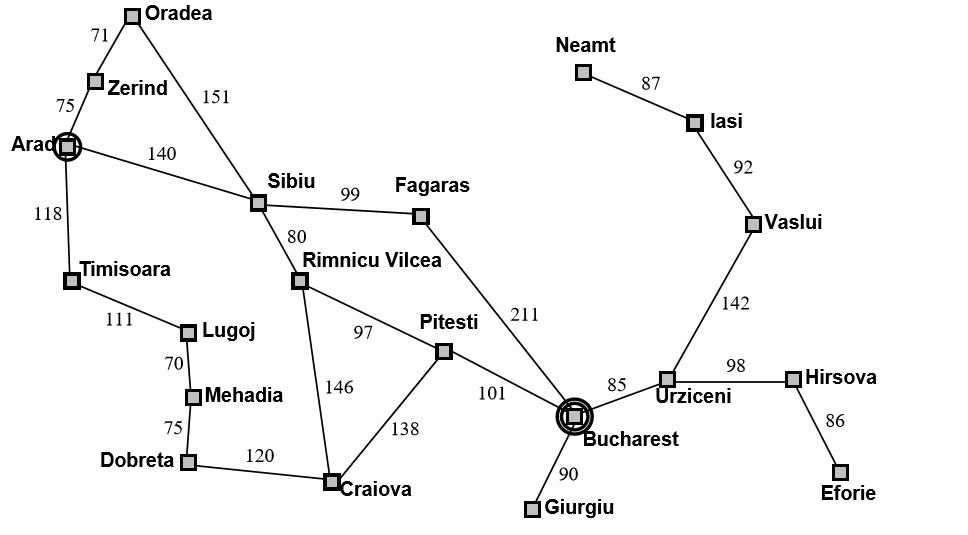 Oradea
71
Neamt
Zerind
87
151
75
Iasi
Arad
140
92
Sibiu
Fagaras
99
118
Vaslui
80
Rimnicu Vilcea
Timisoara
142
211
111
Pitesti
97
Lugoj
70
98
Hirsova
85
146
101
Urziceni
Mehadia
86
75
138
Bucharest
120
Dobreta
90
Craiova
Eforie
Giurgiu